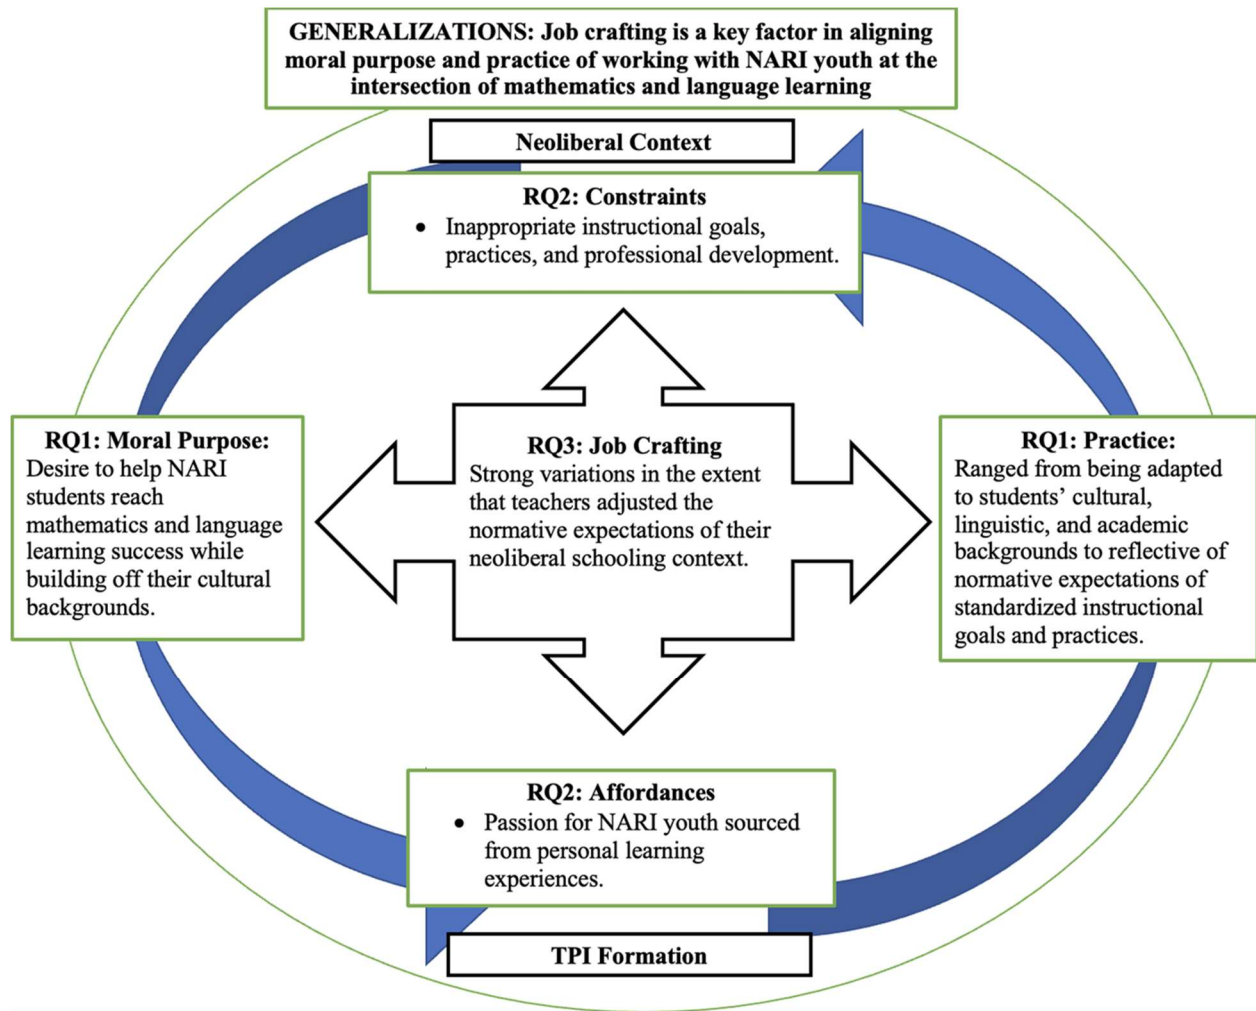 GENERALIZATIONS: Job crafting is a key factor in aligning
moral purpose and practice of working with NARI youth at the
intersection of mathematics and language learning
Neoliberal Context
RQ2: Constraints
• Inappropriate instructional goals,
practices, and professional development.
RQ1: Moral Purpose:
Desire to help NARI
students reach
mathematics and language
learning success while
building off their cultural
backgrounds.
RQ3: Job Crafting
Strong variations in the extent
that teachers adjusted the
normative expectations of their
neoliberal schooling context.
RQ1: Practice:
Ranged from being adapted
to students’ cultural,
linguistic, and academic
backgrounds to reflective of
normative expectations of
standardized instructional
goals and practices.
RQ2: Affordances
• Passion for NARI youth sourced
from personal learning
experiences.
TPI Formation